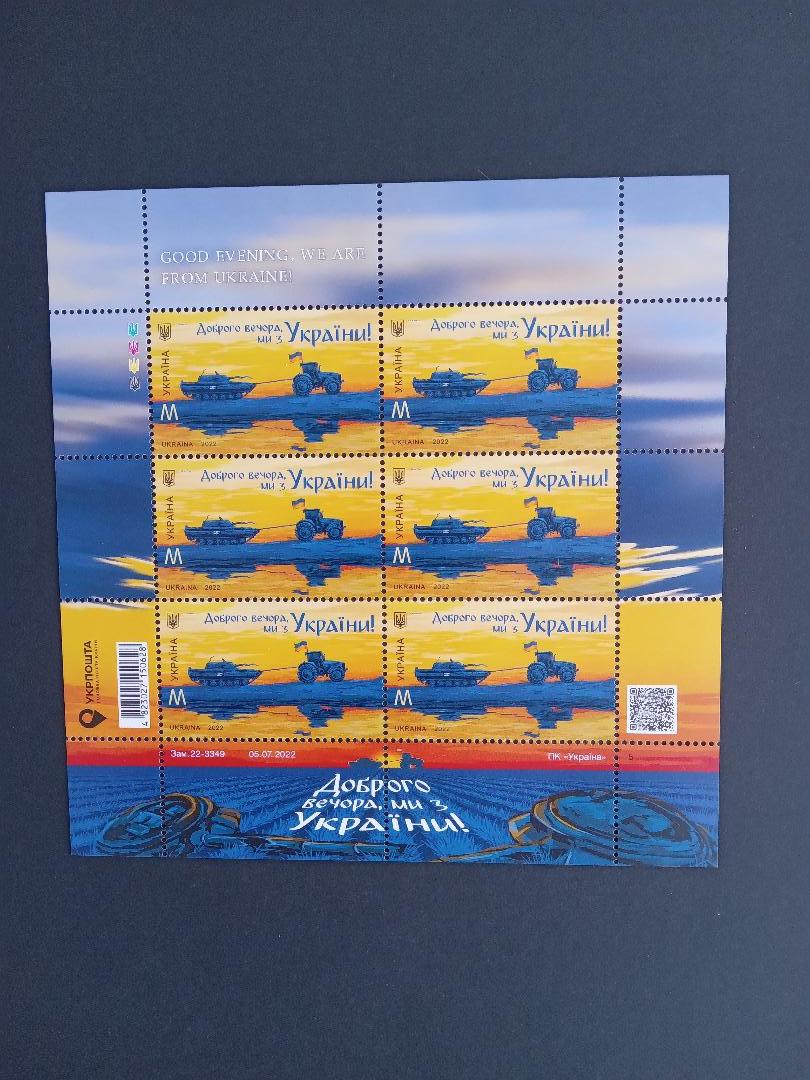 GOOD EVENING, WE ARE
FROM UKRAINE!
Доброго вечора,
ми з України!
УКРАЇНА
M
UKRAINA 2022
Доброго вечора,
ми з України!
УКРАЇНА
M
UKRAINA 2022
Доброго вечора,
ми з України!
УКРАЇНА
M
UKRAINA 2022
Доброго вечора,
ми з України!
УКРАЇНА
M
UKRAINA 2022
Доброго вечора,
ми з України!
УКРАЇНА
M
UKRAINA 2022
Доброго вечора,
ми з України!
УКРАЇНА
M
UKRAINA 2022
УКРПОШТА
4 823027 150628
Зам.22-3349 05.07.2022 ПК «Україна»
Доброго
вечора, ми з
України!